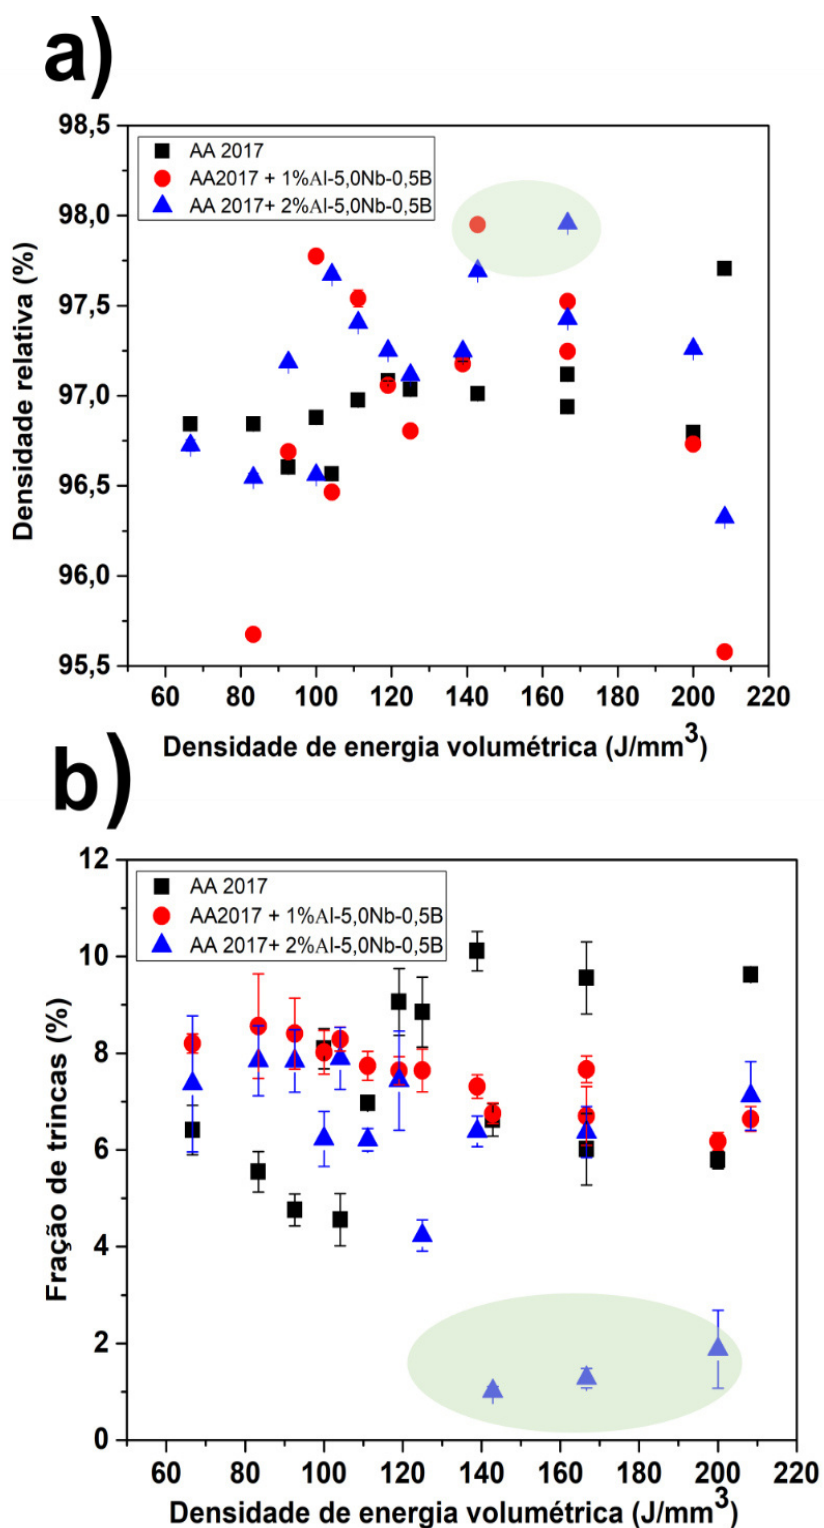 a)
98,5
98,0
97,5
97,0
96,5
96,0
95,5
Densidade relativa (%)
AA 2017
AA2017 + 1%Al-5,0Nb-0,5B
AA 2017+ 2%Al-5,0Nb-0,5B
60 80 100 120 140 160 180 200 220
Densidade de energia volumétrica (J/mm³)
b)
12
10
8
6
4
2
0
Fração de trincas (%)
AA 2017
AA2017 + 1%Al-5,0Nb-0,5B
AA 2017+ 2%Al-5,0Nb-0,5B
60 80 100 120 140 160 180 200 220
Densidade de energia volumétrica (J/mm³)